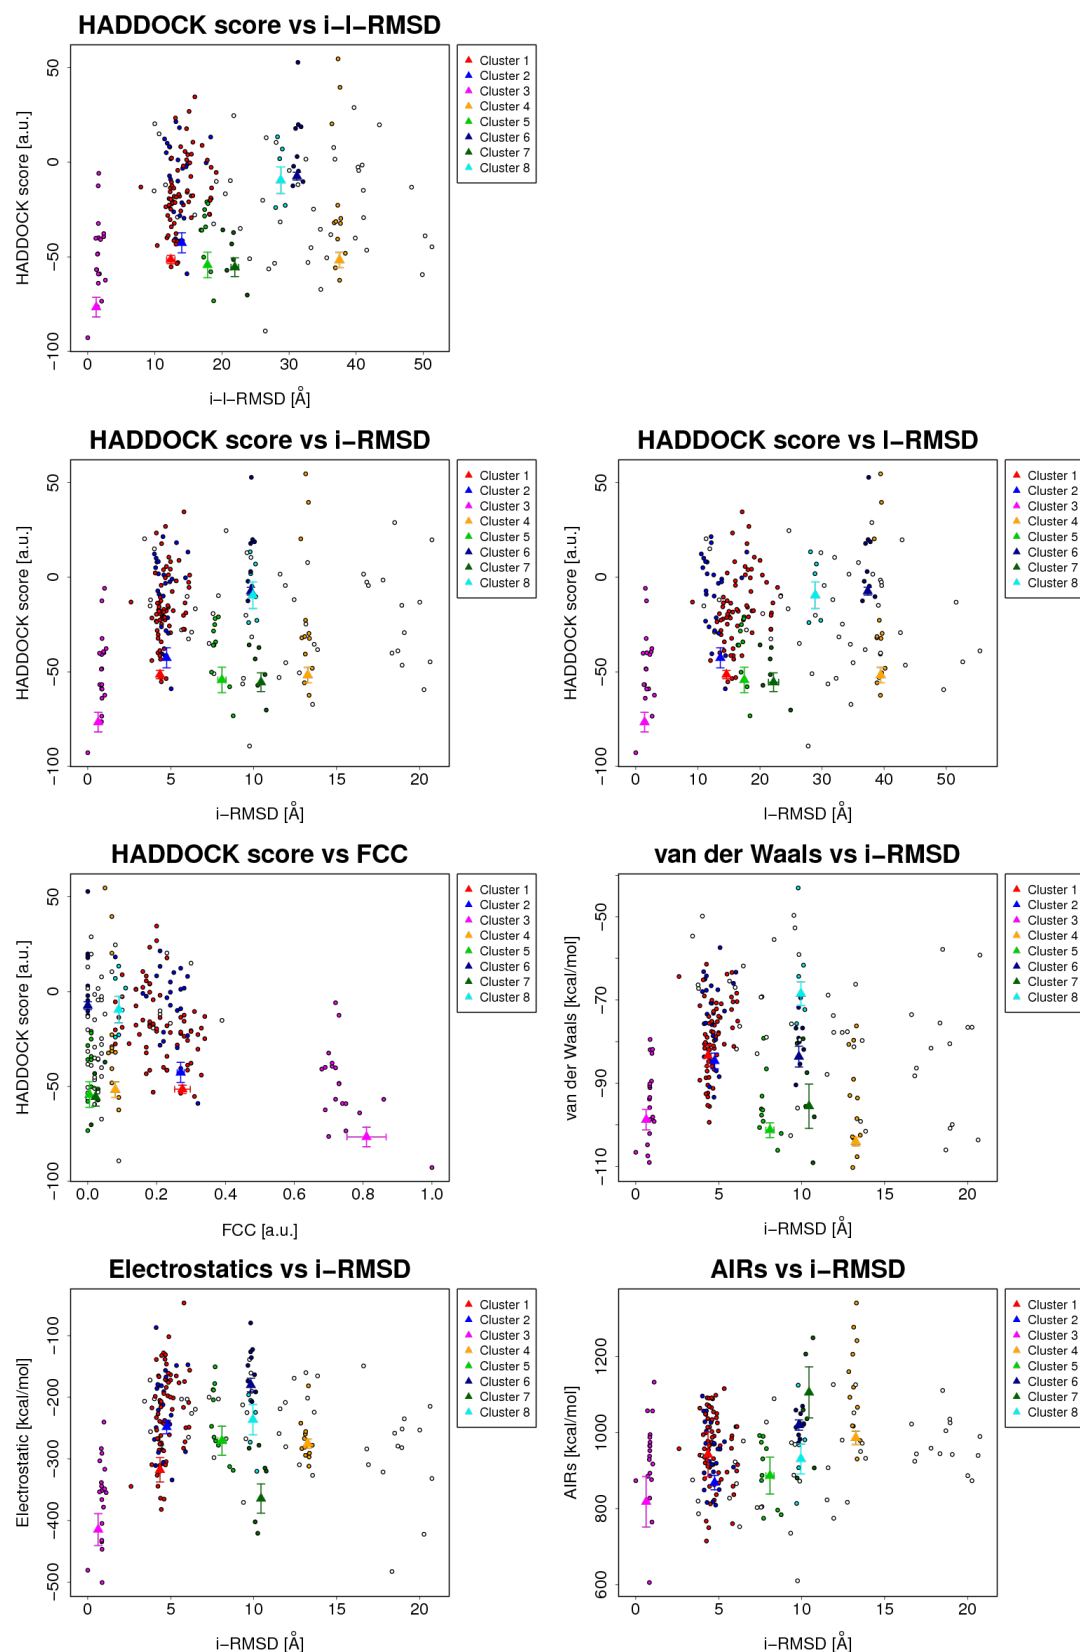 HADDOCK score vs i−l−RMSD
HADDOCK score [a.u.]
50
0
−50
−100
0 10 20 30 40 50
i−l−RMSD [Å]
Cluster 1
Cluster 2
Cluster 3
Cluster 4
Cluster 5
Cluster 6
Cluster 7
Cluster 8
HADDOCK score vs i−RMSD
HADDOCK score [a.u.]
50
0
−50
−100
0 5 10 15 20
i−RMSD [Å]
Cluster 1
Cluster 2
Cluster 3
Cluster 4
Cluster 5
Cluster 6
Cluster 7
Cluster 8
HADDOCK score vs l−RMSD
HADDOCK score [a.u.]
50
0
−50
−100
0 10 20 30 40 50
l−RMSD [Å]
Cluster 1
Cluster 2
Cluster 3
Cluster 4
Cluster 5
Cluster 6
Cluster 7
Cluster 8
HADDOCK score vs FCC
HADDOCK score [a.u.]
50
0
−50
−100
0.0 0.2 0.4 0.6 0.8 1.0
FCC [a.u.]
Cluster 1
Cluster 2
Cluster 3
Cluster 4
Cluster 5
Cluster 6
Cluster 7
Cluster 8
van der Waals vs i−RMSD
van der Waals [kcal/mol]
−50
−70
−90
−110
0 5 10 15 20
i−RMSD [Å]
Cluster 1
Cluster 2
Cluster 3
Cluster 4
Cluster 5
Cluster 6
Cluster 7
Cluster 8
Electrostatics vs i−RMSD
Electrostatic [kcal/mol]
−100
−200
−300
−400
−500
0 5 10 15 20
i−RMSD [Å]
Cluster 1
Cluster 2
Cluster 3
Cluster 4
Cluster 5
Cluster 6
Cluster 7
Cluster 8
AIRs vs i−RMSD
AIRs [kcal/mol]
1200
1000
800
600
0 5 10 15 20
i−RMSD [Å]
Cluster 1
Cluster 2
Cluster 3
Cluster 4
Cluster 5
Cluster 6
Cluster 7
Cluster 8